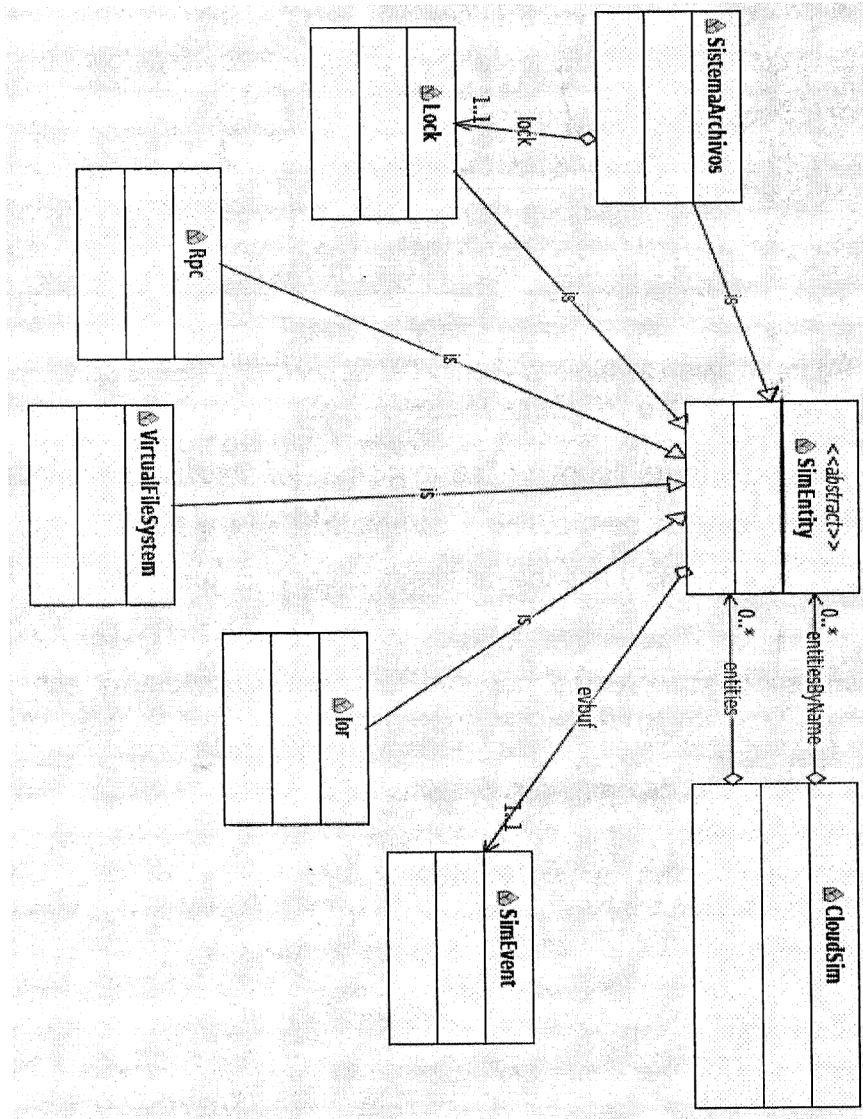 SistemaArchivos
<<abstract>>
SimEntity
CloudSim
is
0..*
entitiesByName
0..*
entities
lock
1..1
Lock
is
Rpc
is
VirtualFileSystem
is
Ior
is
evbuf
1..1
SimEvent